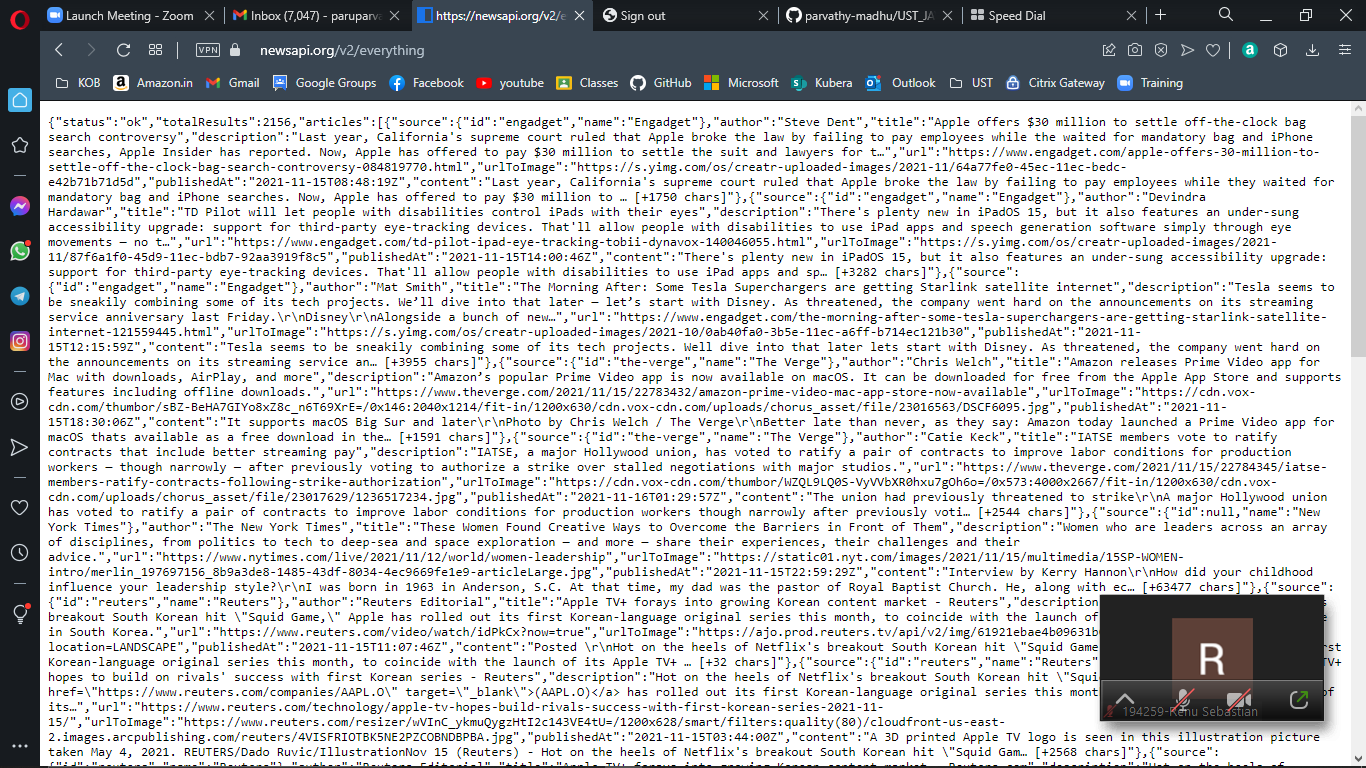 Launch Meeting - Zoom
Inbox (7,047) - paruparv
https://newsapi.org/v2/e
Sign out
parvathy-madhu/UST_JA
Speed Dial
VPN
newsapi.org/v2/everything
KOB
Amazon.in
Gmail
Google Groups
Facebook
youtube
Classes
GitHub
Microsoft
Kubera
Outlook
UST
Citrix Gateway
Training
{"status":"ok","totalResults":2156,"articles":[{"source":{"id":"engadget","name":"Engadget"},"author":"Steve Dent","title":"Apple offers $30 million to settle off-the-clock bag
search controversy","description":"Last year, California's supreme court ruled that Apple broke the law by failing to pay employees while the waited for mandatory bag and iPhone
searches, Apple Insider has reported. Now, Apple has offered to pay $30 million to settle the suit and lawyers for t…","url":"https://www.engadget.com/apple-offers-30-million-to-
settle-off-the-clock-bag-search-controversy-084819770.html","urlToImage":"https://s.yimg.com/os/creatr-uploaded-images/2021-11/64a77fe0-45ec-11ec-bedc-
e42b71b71d5d","publishedAt":"2021-11-15T08:48:19Z","content":"Last year, California's supreme court ruled that Apple broke the law by failing to pay employees while they waited for
mandatory bag and iPhone searches. Now, Apple has offered to pay $30 million to … [+1750 chars]"},{"source":{"id":"engadget","name":"Engadget"},"author":"Devindra
Hardawar","title":"TD Pilot will let people with disabilities control iPads with their eyes","description":"There's plenty new in iPadOS 15, but it also features an under-sung
accessibility upgrade: support for third-party eye-tracking devices. That'll allow people with disabilities to use iPad apps and speech generation software simply through eye
movements — no t…","url":"https://www.engadget.com/td-pilot-ipad-eye-tracking-tobii-dynavox-140046055.html","urlToImage":"https://s.yimg.com/os/creatr-uploaded-images/2021-
11/87f6a1f0-45d9-11ec-bdb7-92aa3919f8c5","publishedAt":"2021-11-15T14:00:46Z","content":"There's plenty new in iPadOS 15, but it also features an under-sung accessibility upgrade:
support for third-party eye-tracking devices. That'll allow people with disabilities to use iPad apps and sp… [+3282 chars]"},{"source":
{"id":"engadget","name":"Engadget"},"author":"Mat Smith","title":"The Morning After: Some Tesla Superchargers are getting Starlink satellite internet","description":"Tesla seems to
be sneakily combining some of its tech projects. We’ll dive into that later — let’s start with Disney. As threatened, the company went hard on the announcements on its streaming
service anniversary last Friday.\r\nDisney\r\nAlongside a bunch of new…","url":"https://www.engadget.com/the-morning-after-some-tesla-superchargers-are-getting-starlink-satellite-
internet-121559445.html","urlToImage":"https://s.yimg.com/os/creatr-uploaded-images/2021-10/0ab40fa0-3b5e-11ec-a6ff-b714ec121b30","publishedAt":"2021-11-
15T12:15:59Z","content":"Tesla seems to be sneakily combining some of its tech projects. Well dive into that later lets start with Disney. As threatened, the company went hard on
the announcements on its streaming service an… [+3955 chars]"},{"source":{"id":"the-verge","name":"The Verge"},"author":"Chris Welch","title":"Amazon releases Prime Video app for
Mac with downloads, AirPlay, and more","description":"Amazon’s popular Prime Video app is now available on macOS. It can be downloaded for free from the Apple App Store and supports
features including offline downloads.","url":"https://www.theverge.com/2021/11/15/22783432/amazon-prime-video-mac-app-store-now-available","urlToImage":"https://cdn.vox-
cdn.com/thumbor/sBZ-BeHA7GIYo8xZ8c_n6T69XrE=/0x146:2040x1214/fit-in/1200x630/cdn.vox-cdn.com/uploads/chorus_asset/file/23016563/DSCF6095.jpg","publishedAt":"2021-11-
15T18:30:06Z","content":"It supports macOS Big Sur and later\r\nPhoto by Chris Welch / The Verge\r\nBetter late than never, as they say: Amazon today launched a Prime Video app for
macOS thats available as a free download in the… [+1591 chars]"},{"source":{"id":"the-verge","name":"The Verge"},"author":"Catie Keck","title":"IATSE members vote to ratify
contracts that include better streaming pay","description":"IATSE, a major Hollywood union, has voted to ratify a pair of contracts to improve labor conditions for production
workers — though narrowly — after previously voting to authorize a strike over stalled negotiations with major studios.","url":"https://www.theverge.com/2021/11/15/22784345/iatse-
members-ratify-contracts-following-strike-authorization","urlToImage":"https://cdn.vox-cdn.com/thumbor/WZQL9LQ0S-VyVVbXR0hxu7gOh6o=/0x573:4000x2667/fit-in/1200x630/cdn.vox-
cdn.com/uploads/chorus_asset/file/23017629/1236517234.jpg","publishedAt":"2021-11-16T01:29:57Z","content":"The union had previously threatened to strike\r\nA major Hollywood union
has voted to ratify a pair of contracts to improve labor conditions for production workers though narrowly after previously voti… [+2544 chars]"},{"source":{"id":null,"name":"New
York Times"},"author":"The New York Times","title":"These Women Found Creative Ways to Overcome the Barriers in Front of Them","description":"Women who are leaders across an array
of disciplines, from politics to tech to deep-sea and space exploration — and more — share their experiences, their challenges and their
advice.","url":"https://www.nytimes.com/live/2021/11/12/world/women-leadership","urlToImage":"https://static01.nyt.com/images/2021/11/15/multimedia/15SP-WOMEN-
intro/merlin_197697156_8b9a3de8-1485-43df-8034-4ec9669fe1e9-articleLarge.jpg","publishedAt":"2021-11-15T22:59:29Z","content":"Interview by Kerry Hannon\r\nHow did your childhood
influence your leadership style?\r\nI was born in 1963 in Anderson, S.C. At that time, my dad was the pastor of Royal Baptist Church. He, along with ec… [+63477 chars]"},{"source":
{"id":"reuters","name":"Reuters"},"author":"Reuters Editorial","title":"Apple TV+ forays into growing Korean content market - Reuters","description
breakout South Korean hit \"Squid Game,\" Apple has rolled out its first Korean-language original series this month, to coincide with the launch of
in South Korea.","url":"https://www.reuters.com/video/watch/idPkCx?now=true","urlToImage":"https://ajo.prod.reuters.tv/api/v2/img/61921ebae4b09631b
location=LANDSCAPE","publishedAt":"2021-11-15T11:07:46Z","content":"Posted \r\nHot on the heels of Netflix's breakout South Korean hit \"Squid Game irst
Korean-language original series this month, to coincide with the launch of its Apple TV+ … [+32 chars]"},{"source":{"id":"reuters","name":"Reuters" TV+
hopes to build on rivals' success with first Korean series - Reuters","description":"Hot on the heels of Netflix's breakout South Korean hit \"Squi
href=\"https://www.reuters.com/companies/AAPL.O\" target=\"_blank\">(AAPL.O)</a> has rolled out its first Korean-language original series this mont of
its…","url":"https://www.reuters.com/technology/apple-tv-hopes-build-rivals-success-with-first-korean-series-2021-11-
15/","urlToImage":"https://www.reuters.com/resizer/wVInC_ykmuQygzHtI2c143VE4tU=/1200x628/smart/filters:quality(80)/cloudfront-us-east-
2.images.arcpublishing.com/reuters/4VISFRIOTBK5NE2PZCOBNDBPBA.jpg","publishedAt":"2021-11-15T03:44:00Z","content":"A 3D printed Apple TV logo is seen in this illustration picture
taken May 4, 2021. REUTERS/Dado Ruvic/IllustrationNov 15 (Reuters) - Hot on the heels of Netflix's breakout South Korean hit \"Squid Gam… [+2568 chars]"},{"source":
R
194259-Renu Sebastian